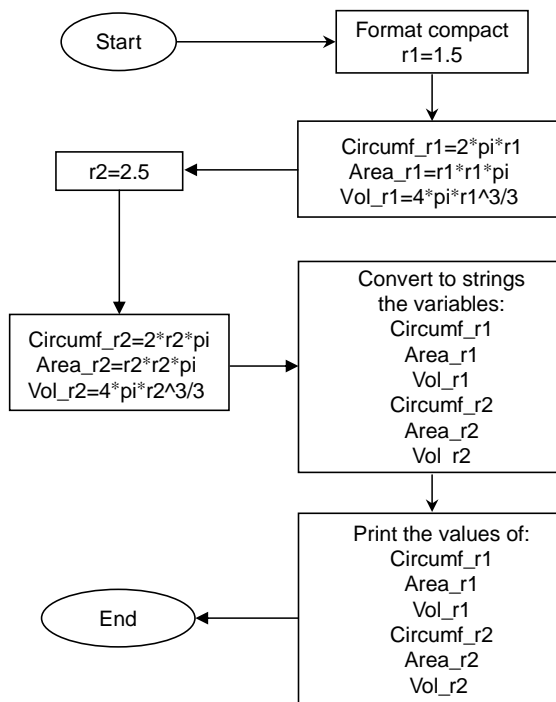 Start
Format compact
r1=1.5
Circumf_r1=2*pi*r1
Area_r1=r1*r1*pi
Vol_r1=4*pi*r1^3/3
r2=2.5
Circumf_r2=2*r2*pi
Area_r2=r2*r2*pi
Vol_r2=4*pi*r2^3/3
Convert to strings
the variables:
Circumf_r1
Area_r1
Vol_r1
Circumf_r2
Area_r2
Vol r2
Print the values of:
Circumf_r1
Area_r1
Vol_r1
Circumf_r2
Area_r2
Vol_r2
End